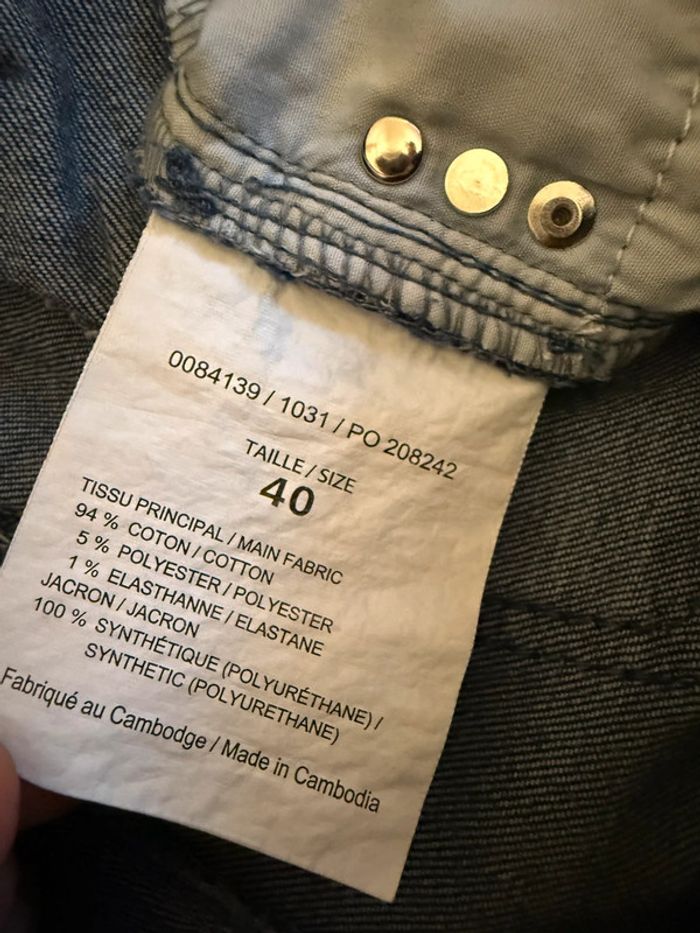 0084139 / 1031 / PO 208242
TAILLE / SIZE
40
TISSU PRINCIPAL / MAIN FABRIC
94 % COTON / COTTON
5 % POLYESTER / POLYESTER
1 % ELASTHANNE / ELASTANE
JACRON / JACRON
100 % SYNTHÉTIQUE (POLYURÉTHANE) /
SYNTHETIC (POLYURETHANE)
Fabriqué au Cambodge / Made in Cambodia